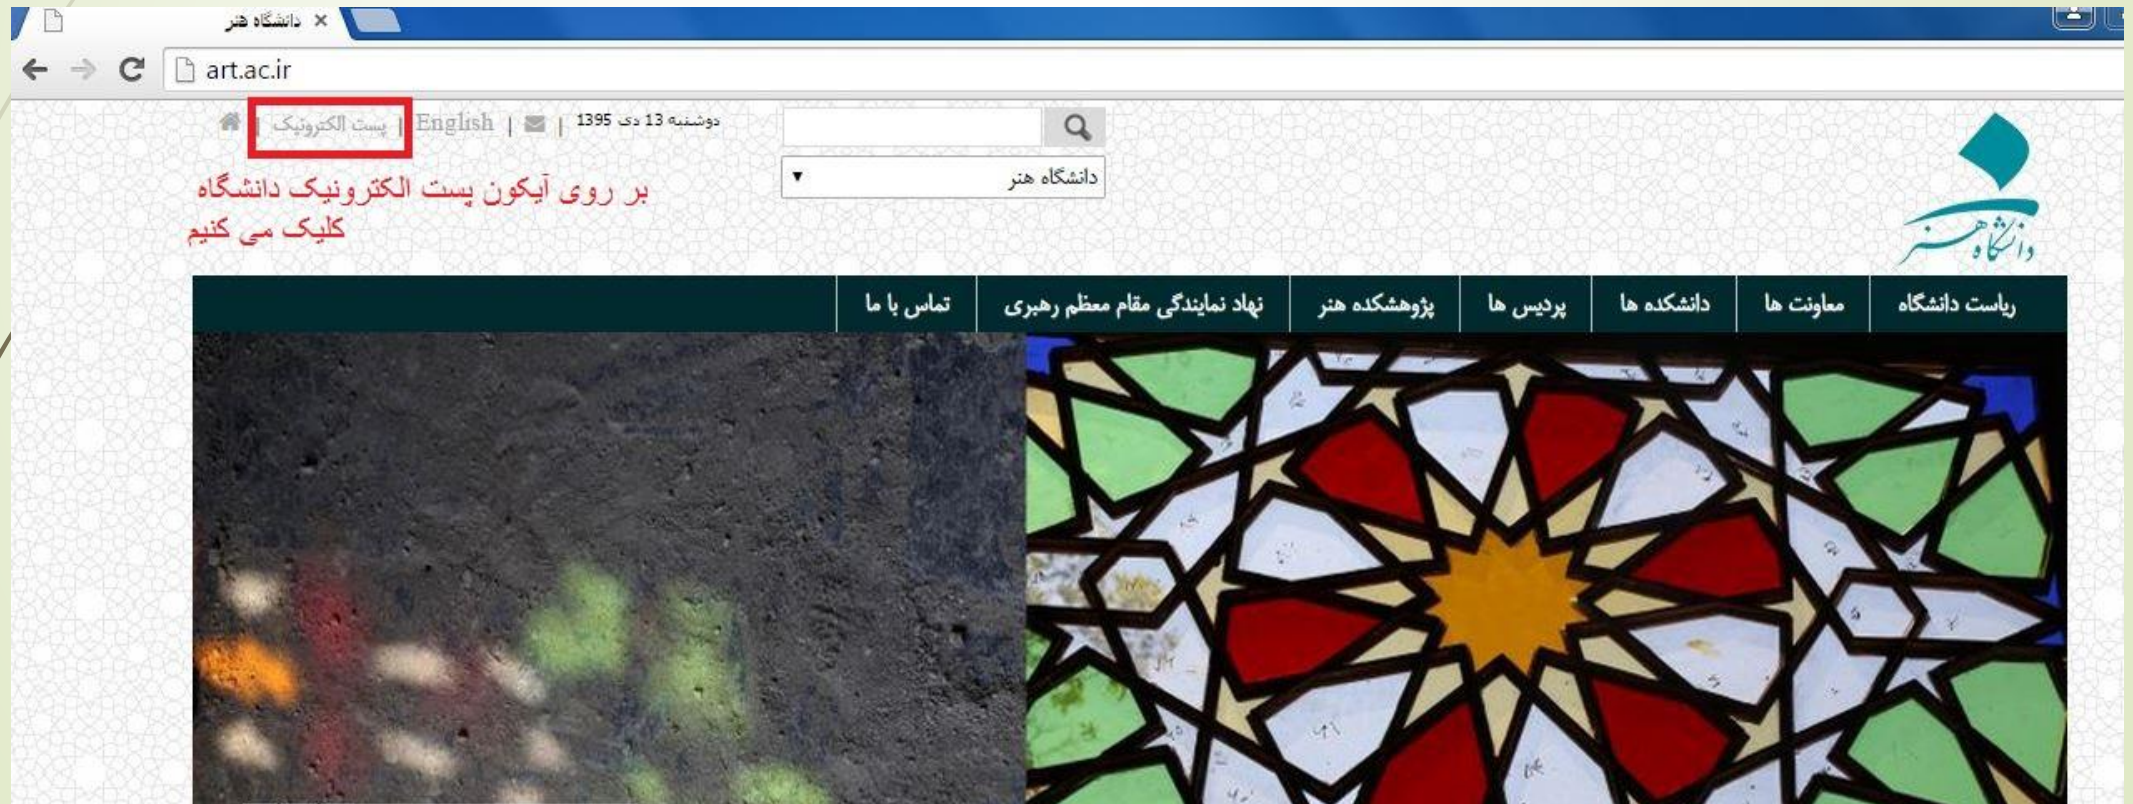 دانشگاه هنر
art.ac.ir
پست الکترونیک | English | | دوشنبه 13 دی 1395
بر روی آیکون پست الکترونیک دانشگاه
کلیک می کنیم
دانشگاه هنر
دانشگاه هنر
ریاست دانشگاه
معاونت ها
دانشکده ها
پردیس ها
پژوهشکده هنر
نهاد نمایندگی مقام معظم رهبری
تماس با ما